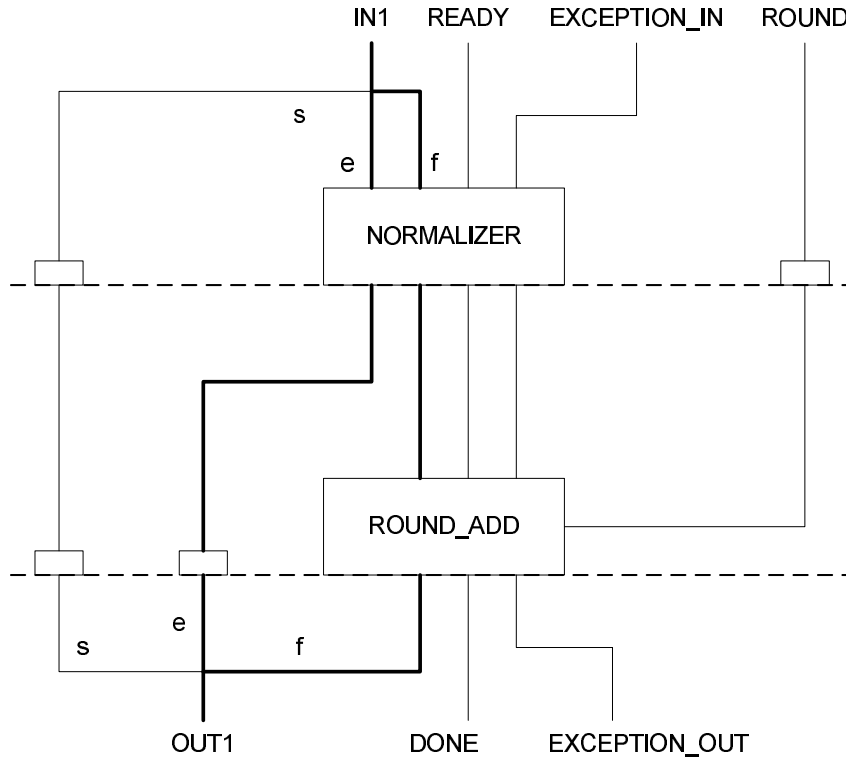 IN1 READY EXCEPTION_IN ROUND
s
e f
NORMALIZER
ROUND_ADD
e
s f
OUT1 DONE EXCEPTION_OUT